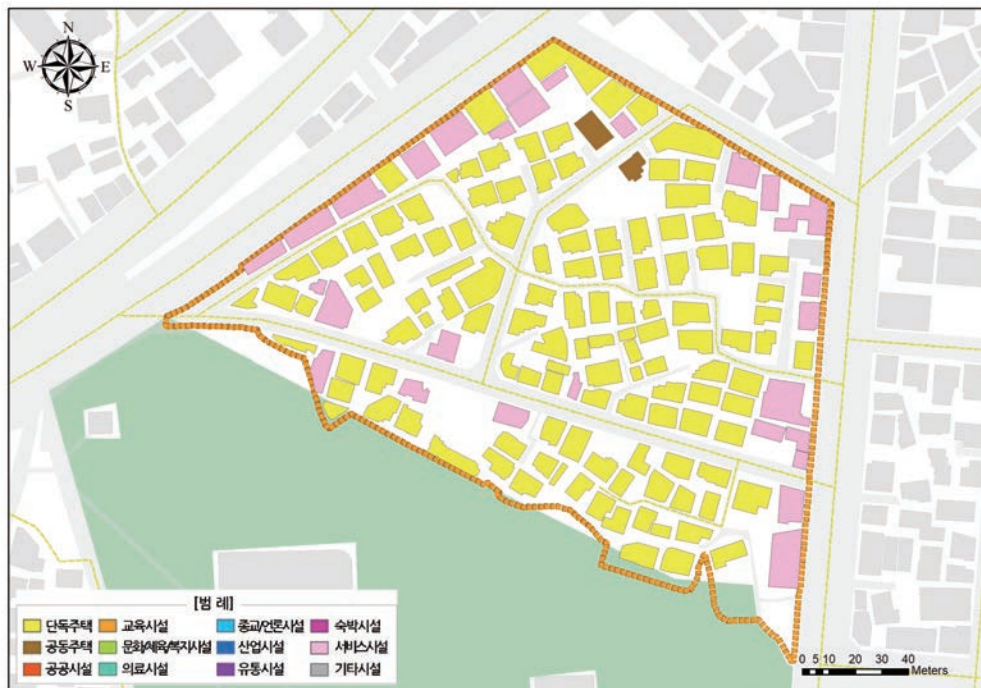 N
W E
S
[범 례]
단독주택 교육시설 종교/언론시설 숙박시설
공동주택 문화/체육/복지시설 산업시설 서비스시설
공공시설 의료시설 유통시설 기타시설
0 5 10 20 30 40
Meters